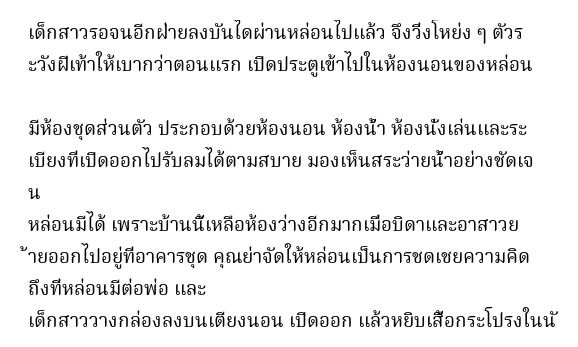 เด็กสาวรอจนอีกฝ่ายลงบันไดผ่านหล่อนไปแล้ว จึงวิ่งโหย่ง ๆ ตัวร
ะวังฝีเท้าให้เบากว่าตอนแรก เปิดประตูเข้าไปในห้องนอนของหล่อน
มีห้องชุดส่วนตัว ประกอบด้วยห้องนอน ห้องน้ำ ห้องนั่งเล่นและระ
เบียงที่เปิดออกไปรับลมได้ตามสบาย มองเห็นสระว่ายน้ำอย่างชัดเจ
น
หล่อนมีได้ เพราะบ้านนี้เหลือห้องว่างอีกมากเมื่อบิดาและอาสาวย
้ายออกไปอยู่ที่อาคารชุด คุณย่าจัดให้หล่อนเป็นการชดเชยความคิด
ถึงที่หล่อนมีต่อพ่อ และ
เด็กสาววางกล่องลงบนเตียงนอน เปิดออก แล้วหยิบเสื้อกระโปรงในนั